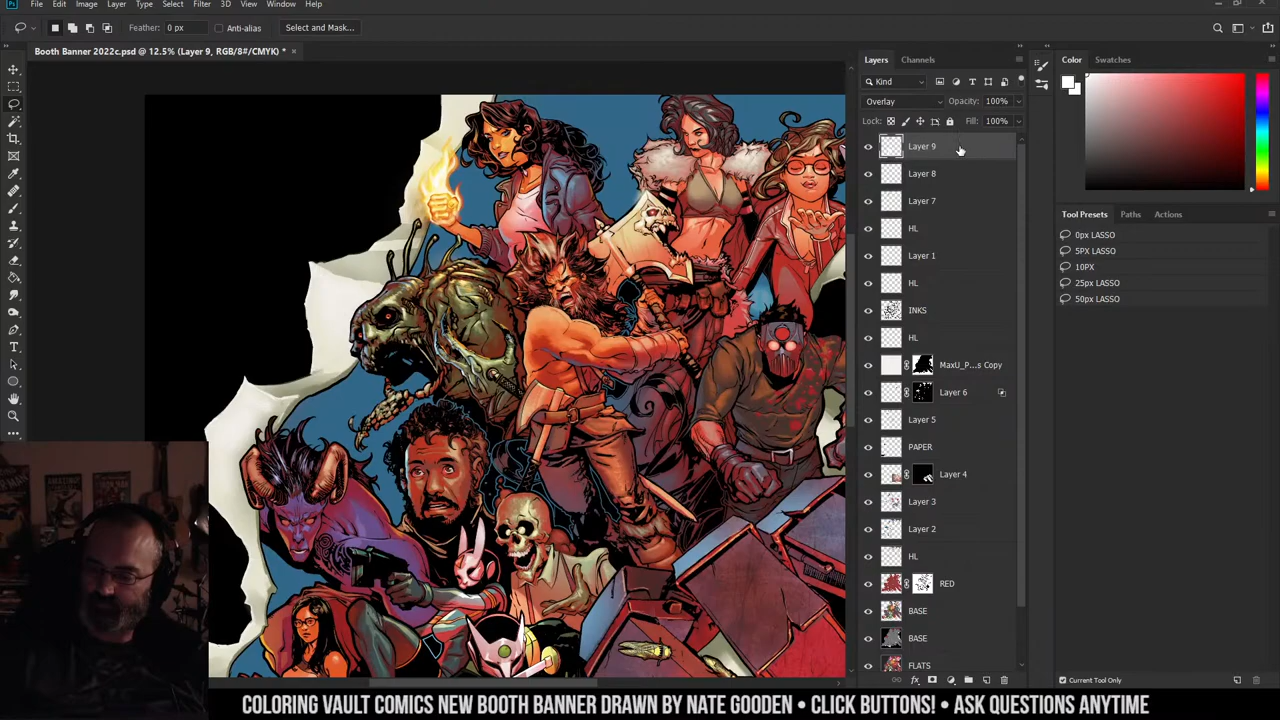 Ps File Edit Image Layer Type Select Filter 3D View Window Help
Feather: 0 px Anti-alias Select and Mask...
Booth Banner 2022c.psd @ 12.5% (Layer 9, RGB/8#/CMYK) * ×
Layers Channels
Kind
Overlay Opacity: 100%
Lock: Fill: 100%
Layer 9
Layer 8
Layer 7
HL
Layer 1
HL
INKS
HL
MaxU_P...s Copy
Layer 6
Layer 5
PAPER
Layer 4
Layer 3
Layer 2
HL
RED
BASE
BASE
FLATS
fx
Color Swatches
Tool Presets Paths Actions
0px LASSO
5PX LASSO
10PX
25px LASSO
50px LASSO
Current Tool Only
COLORING VAULT COMICS NEW BOOTH BANNER DRAWN BY NATE GOODEN • CLICK BUTTONS! • ASK QUESTIONS ANYTIME